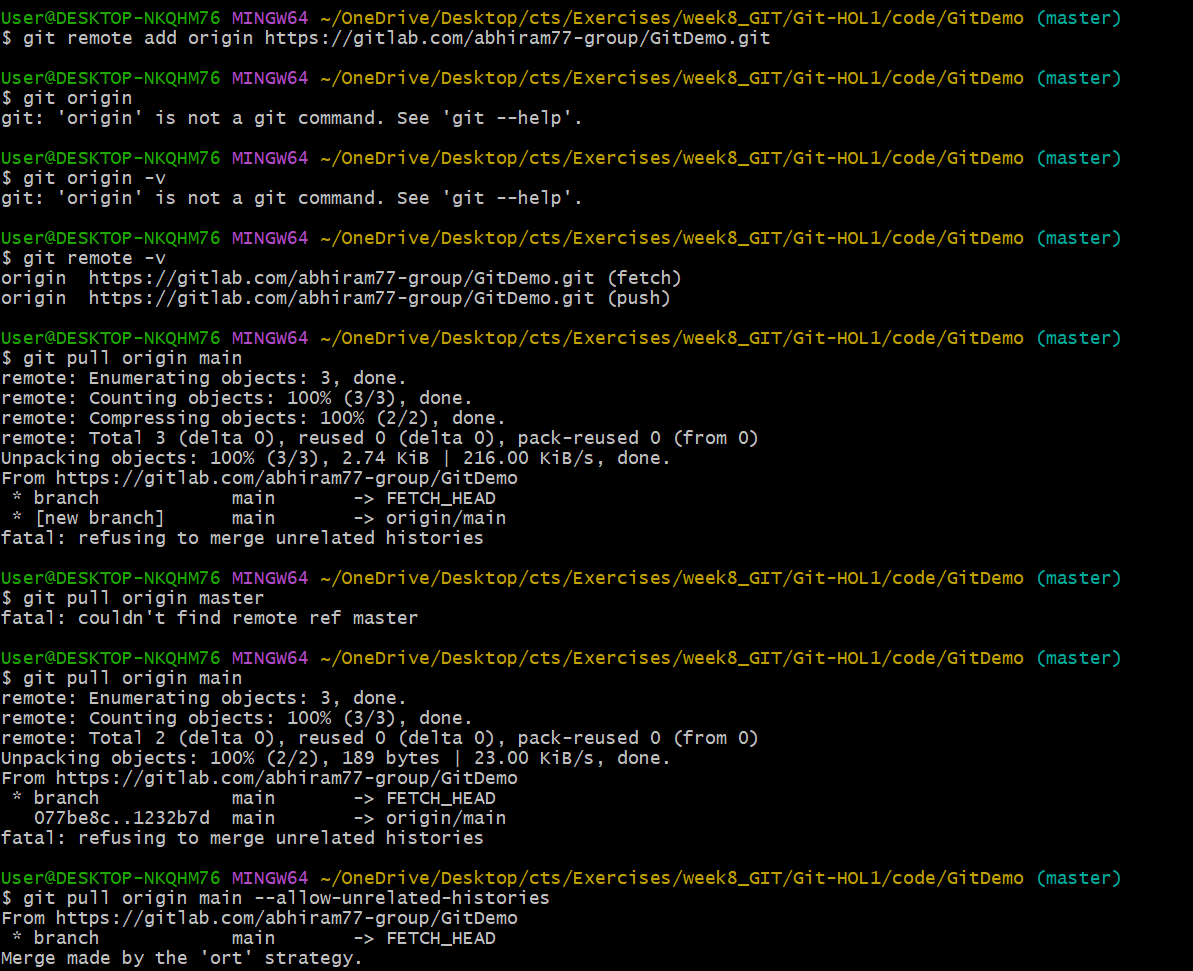 User@DESKTOP-NKQHM76 MINGW64 ~/OneDrive/Desktop/cts/Exercises/week8_GIT/Git-HOL1/code/GitDemo (master)
$ git remote add origin https://gitlab.com/abhiram77-group/GitDemo.git
User@DESKTOP-NKQHM76 MINGW64 ~/OneDrive/Desktop/cts/Exercises/week8_GIT/Git-HOL1/code/GitDemo (master)
$ git origin
git: 'origin' is not a git command. See 'git --help'.
User@DESKTOP-NKQHM76 MINGW64 ~/OneDrive/Desktop/cts/Exercises/week8_GIT/Git-HOL1/code/GitDemo (master)
$ git origin -v
git: 'origin' is not a git command. See 'git --help'.
User@DESKTOP-NKQHM76 MINGW64 ~/OneDrive/Desktop/cts/Exercises/week8_GIT/Git-HOL1/code/GitDemo (master)
$ git remote -v
origin  https://gitlab.com/abhiram77-group/GitDemo.git (fetch)
origin  https://gitlab.com/abhiram77-group/GitDemo.git (push)
User@DESKTOP-NKQHM76 MINGW64 ~/OneDrive/Desktop/cts/Exercises/week8_GIT/Git-HOL1/code/GitDemo (master)
$ git pull origin main
remote: Enumerating objects: 3, done.
remote: Counting objects: 100% (3/3), done.
remote: Compressing objects: 100% (2/2), done.
remote: Total 3 (delta 0), reused 0 (delta 0), pack-reused 0 (from 0)
Unpacking objects: 100% (3/3), 2.74 KiB | 216.00 KiB/s, done.
From https://gitlab.com/abhiram77-group/GitDemo
 * branch            main       -> FETCH_HEAD
 * [new branch]      main       -> origin/main
fatal: refusing to merge unrelated histories
User@DESKTOP-NKQHM76 MINGW64 ~/OneDrive/Desktop/cts/Exercises/week8_GIT/Git-HOL1/code/GitDemo (master)
$ git pull origin master
fatal: couldn't find remote ref master
User@DESKTOP-NKQHM76 MINGW64 ~/OneDrive/Desktop/cts/Exercises/week8_GIT/Git-HOL1/code/GitDemo (master)
$ git pull origin main
remote: Enumerating objects: 3, done.
remote: Counting objects: 100% (3/3), done.
remote: Total 2 (delta 0), reused 0 (delta 0), pack-reused 0 (from 0)
Unpacking objects: 100% (2/2), 189 bytes | 23.00 KiB/s, done.
From https://gitlab.com/abhiram77-group/GitDemo
 * branch            main       -> FETCH_HEAD
   077be8c..1232b7d  main       -> origin/main
fatal: refusing to merge unrelated histories
User@DESKTOP-NKQHM76 MINGW64 ~/OneDrive/Desktop/cts/Exercises/week8_GIT/Git-HOL1/code/GitDemo (master)
$ git pull origin main --allow-unrelated-histories
From https://gitlab.com/abhiram77-group/GitDemo
 * branch            main       -> FETCH_HEAD
Merge made by the 'ort' strategy.